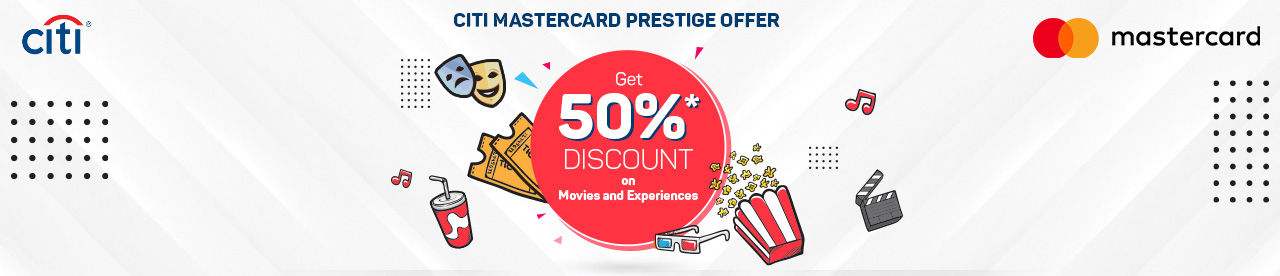 citi®
CITI MASTERCARD PRESTIGE OFFER
mastercard
Get
50%*
DISCOUNT
on
Movies and Experiences